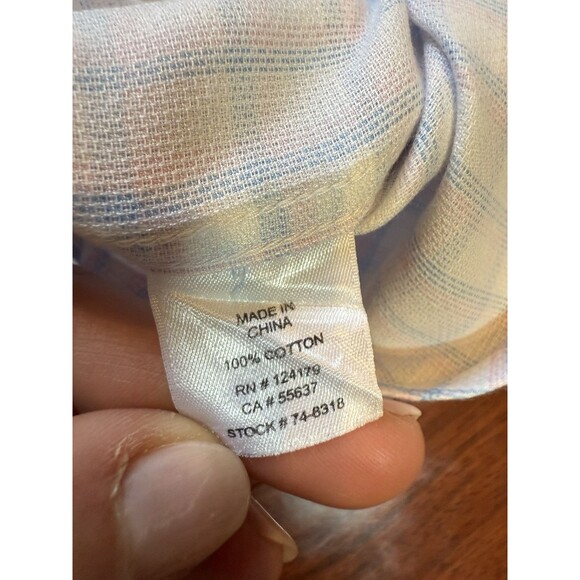 MADE IN
CHINA
100% COTTON
RN # 124179
CA # 55637
STOCK # 74-8318